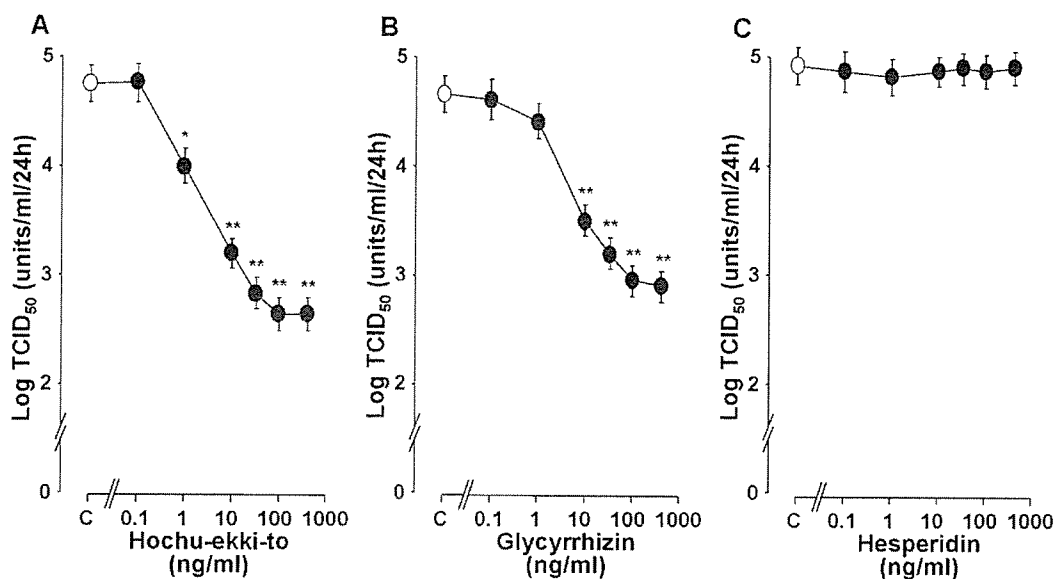 A
Log TCID50 (units/ml/24h)
5
4
3
2
0
*
**
**
**
**
C 0.1 1 10 100 1000
Hochu-ekki-to
(ng/ml)
B
Log TCID50 (units/ml/24h)
5
4
3
2
0
**
**
**
**
C 0.1 1 10 100 1000
Glycyrrhizin
(ng/ml)
C
Log TCID50 (units/ml/24h)
5
4
3
2
0
C 0.1 1 10 100 1000
Hesperidin
(ng/ml)